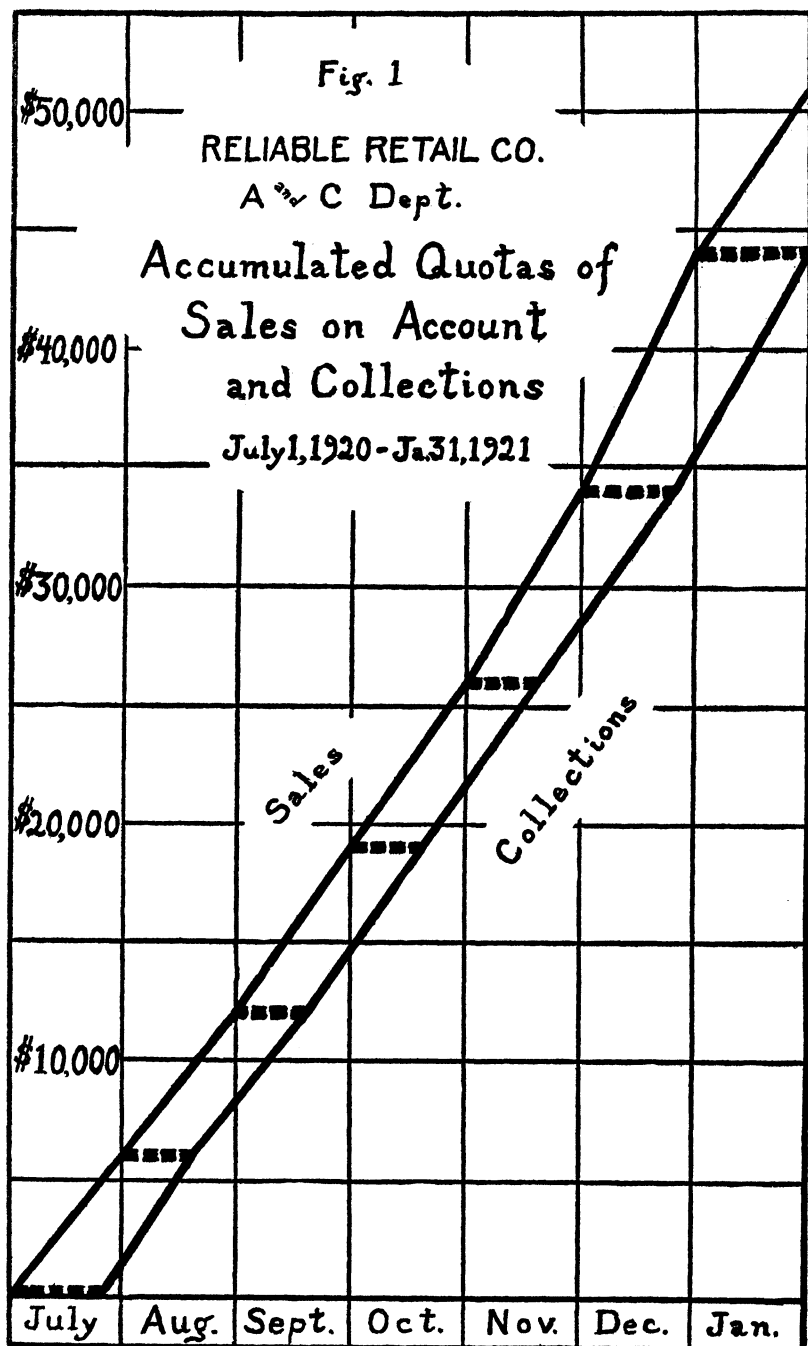 Fig. 1
$50,000
RELIABLE RETAIL CO.
A and C Dept.
Accumulated Quotas of
Sales on Account
$40,000
and Collections
July 1, 1920 - Ja. 31, 1921
$30,000
Sales
Collections
$20,000
$10,000
July Aug. Sept. Oct. Nov. Dec. Jan.